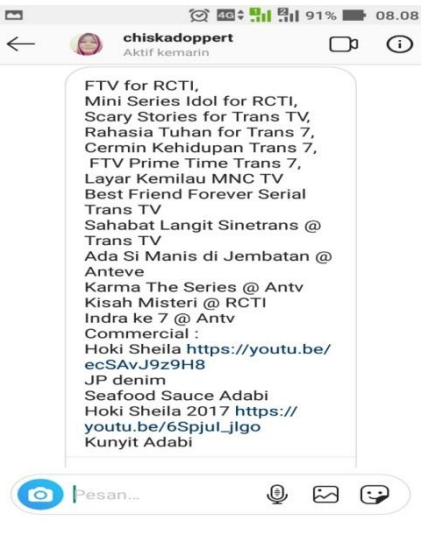 4G 91% 08.08
chiskadoppert
Aktif kemarin
FTV for RCTI,
Mini Series Idol for RCTI,
Scary Stories for Trans TV,
Rahasia Tuhan for Trans 7,
Cermin Kehidupan Trans 7,
FTV Prime Time Trans 7,
Layar Kemilau MNC TV
Best Friend Forever Serial
Trans TV
Sahabat Langit Sinetrans @
Trans TV
Ada Si Manis di Jembatan @
Anteve
Karma The Series @ Antv
Kisah Misteri @ RCTI
Indra ke 7 @ Antv
Commercial :
Hoki Sheila https://youtu.be/
ecSAvJ9z9H8
JP denim
Seafood Sauce Adabi
Hoki Sheila 2017 https://
youtu.be/6SpjuI_jIgo
Kunyit Adabi
Pesan...